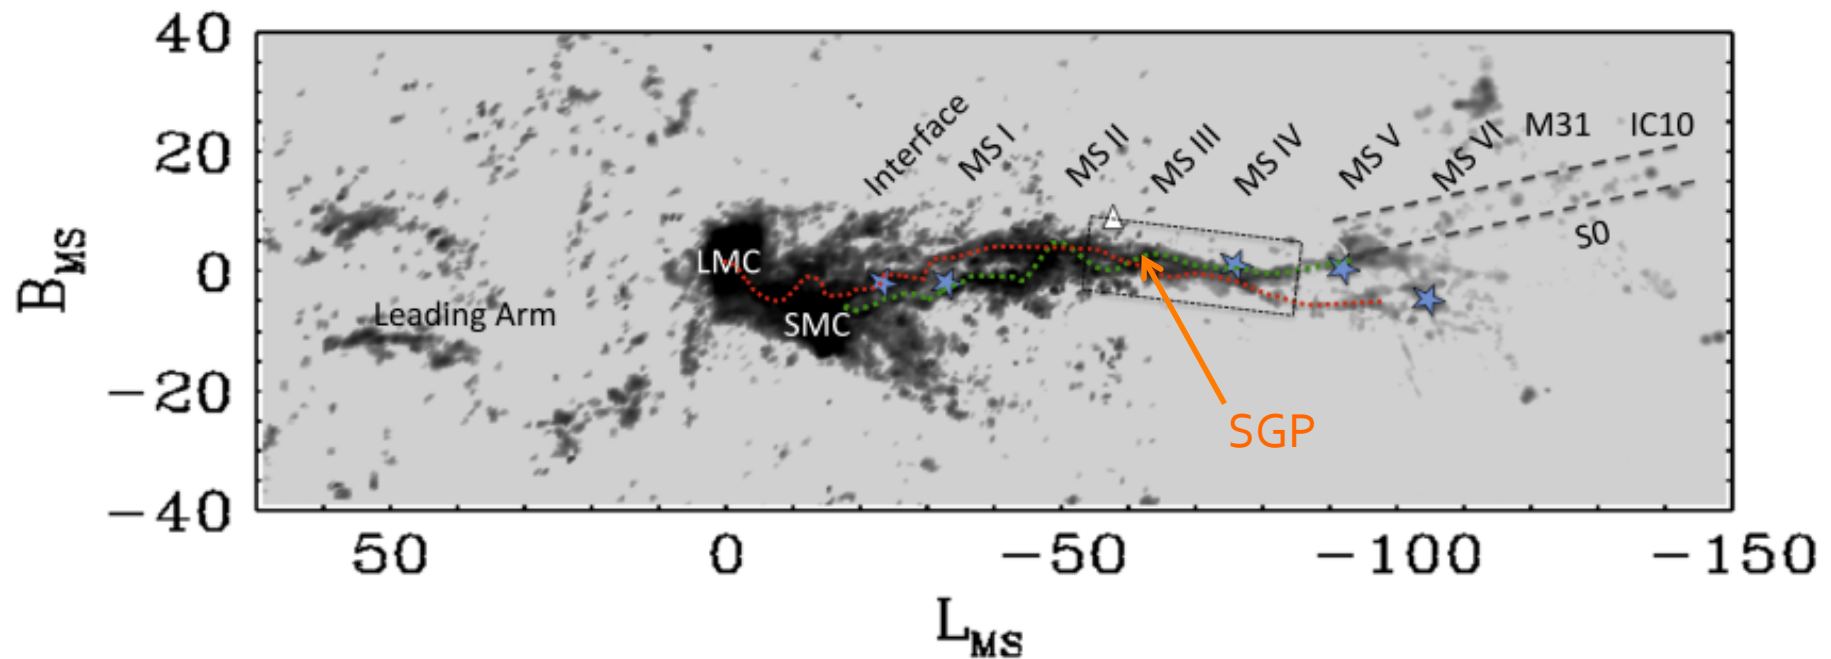 40
20
0
−20
−40
B_MS
Interface
MS I
MS II
MS III
MS IV
MS V
MS VI
M31
IC10
S0
LMC
SMC
Leading Arm
SGP
50
0
−50
−100
−150
L_MS